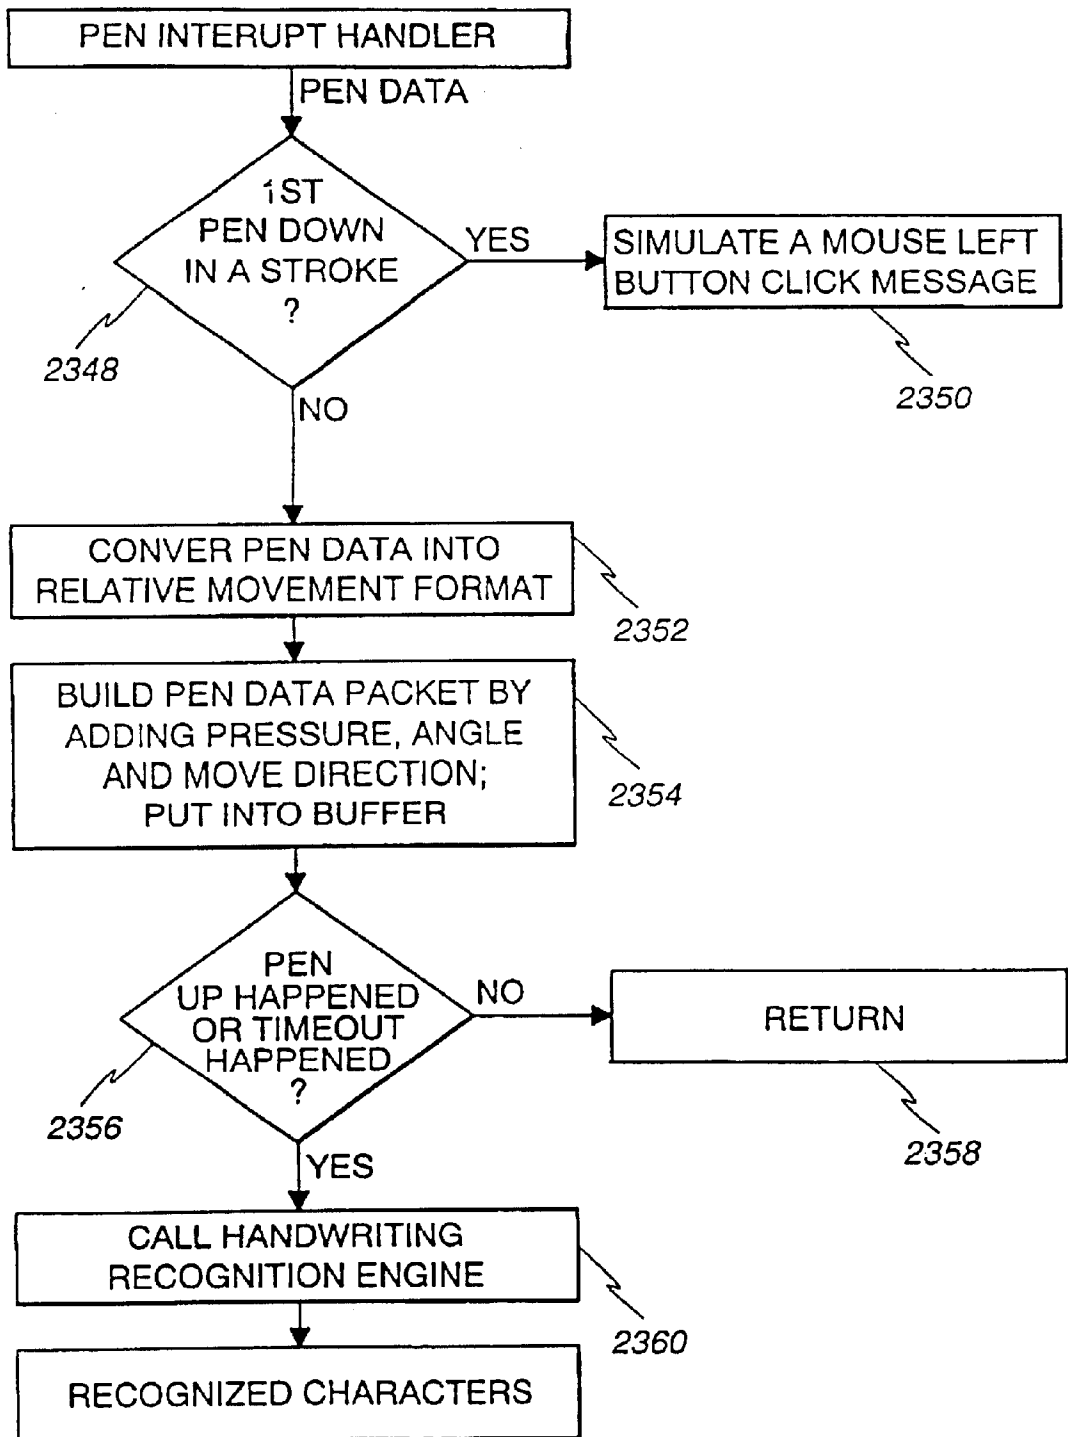 PEN INTERUPT HANDLER
PEN DATA
1ST
PEN DOWN
IN A STROKE
?
YES
SIMULATE A MOUSE LEFT
BUTTON CLICK MESSAGE
2348
2350
NO
CONVER PEN DATA INTO
RELATIVE MOVEMENT FORMAT
2352
BUILD PEN DATA PACKET BY
ADDING PRESSURE, ANGLE
AND MOVE DIRECTION;
PUT INTO BUFFER
2354
PEN
UP HAPPENED
OR TIMEOUT
HAPPENED
?
NO
RETURN
2356
2358
YES
CALL HANDWRITING
RECOGNITION ENGINE
2360
RECOGNIZED CHARACTERS